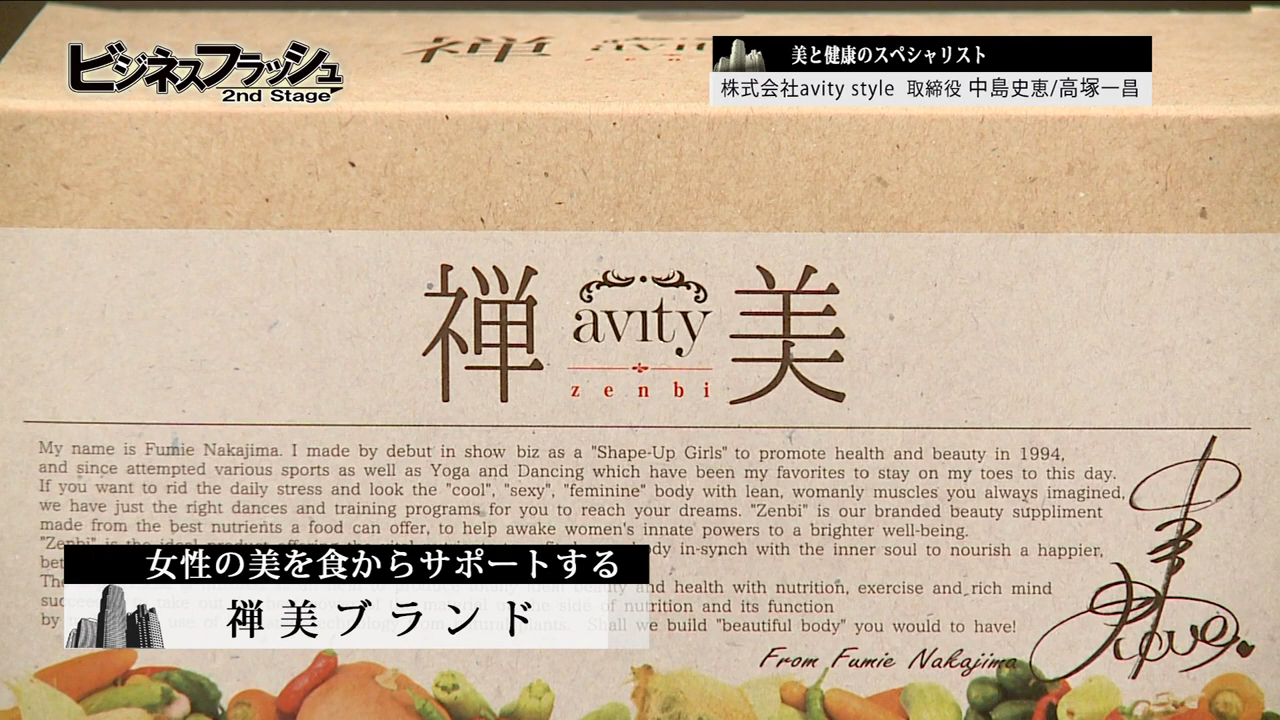 禅
ビジネスフラッシュ
2nd Stage
美と健康のスペシャリスト
株式会社avity style 取締役 中島史恵/高塚一昌
禅 avity 美
zenbi
My name is Fumie Nakajima. I made by debut in show biz as a "Shape-Up Girls" to promote health and beauty in 1994,
and since attempted various sports as well as Yoga and Dancing which have been my favorites to stay on my toes to this day.
If you want to rid the daily stress and look the "cool", "sexy", "feminine" body with lean, womanly muscles you always imagined,
we have just the right dances and training programs for you to reach your dreams. "Zenbi" is our branded beauty suppliment
made from the best nutrients a food can offer, to help awake women's innate powers to a brighter well-being.
"Zenbi" is the ideal product offering the vital body in-synch with the inner soul to nourish a happier,
and health with nutrition, exercise and rich mind
side of nutrition and its function
by Shall we build "beautiful body" you would to have!
女性の美を食からサポートする
禅美ブランド
From Fumie Nakajima